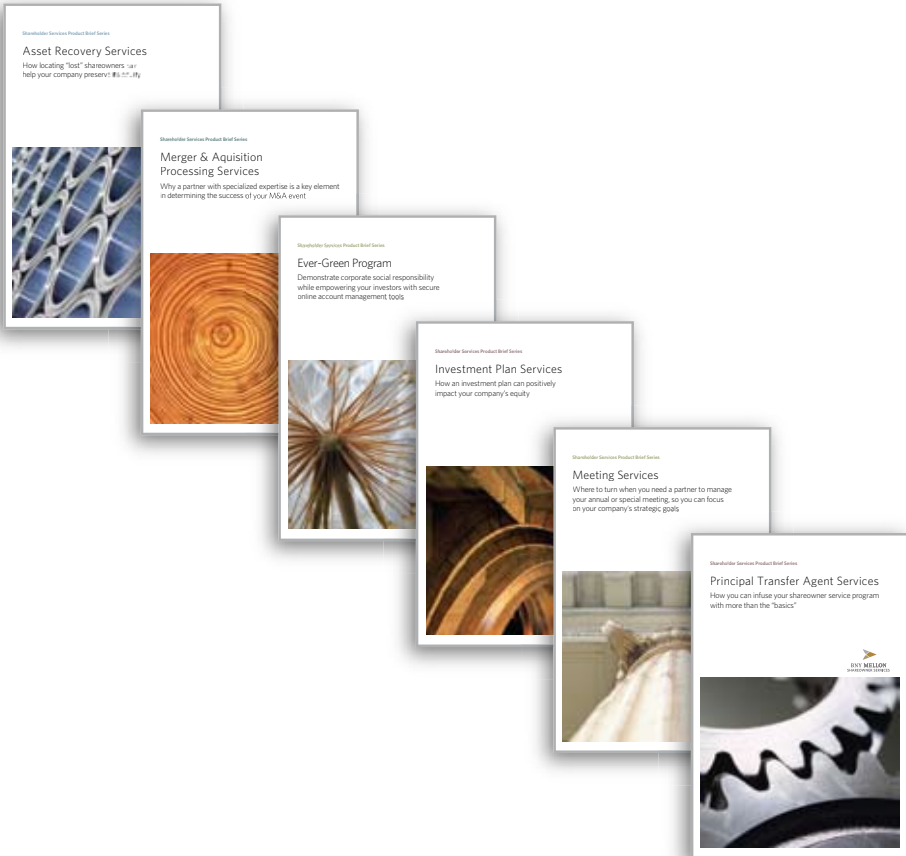 Shareholder Services Product Brief Series
Asset Recovery Services
How locating "lost" shareowners
help your company preserve
Shareholder Services Product Brief Series
Merger & Aquisition
Processing Services
Why a partner with specialized expertise is a key element
in determining the success of your M&A event
Shareholder Services Product Brief Series
Ever-Green Program
Demonstrate corporate social responsibility
while empowering your investors with secure
online account management tools
Shareholder Services Product Brief Series
Investment Plan Services
How an investment plan can positively
impact your company's equity
Shareholder Services Product Brief Series
Meeting Services
Where to turn when you need a partner to manage
your annual or special meeting, so you can focus
on your company's strategic goals
Shareholder Services Product Brief Series
Principal Transfer Agent Services
How you can infuse your shareowner service program
with more than the "basics"
BNY MELLON
SHAREOWNER SERVICES